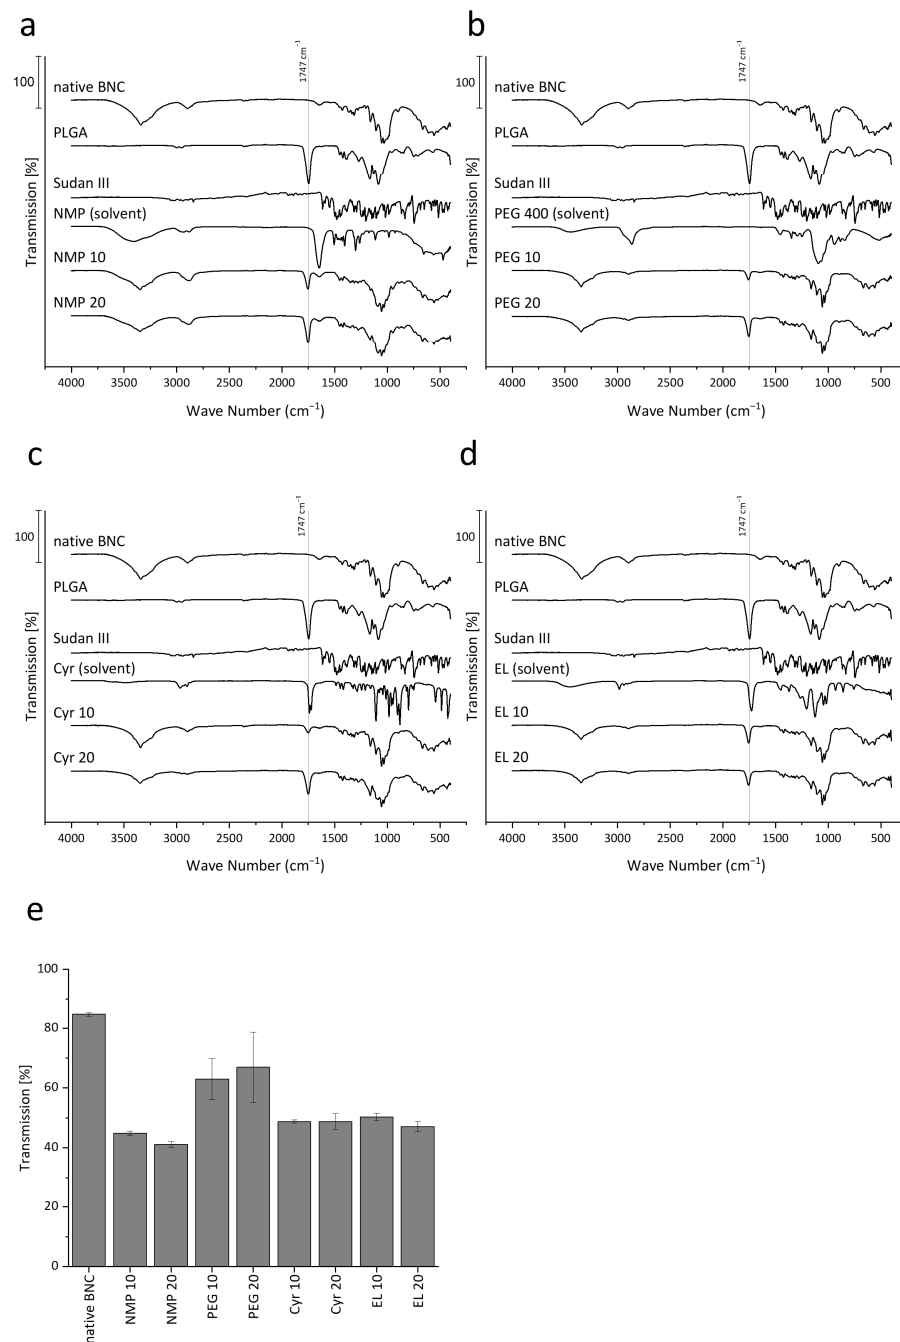 a
100
1747 cm⁻¹
native BNC
PLGA
Sudan III
NMP (solvent)
NMP 10
NMP 20
Transmission [%]
4000 3500 3000 2500 2000 1500 1000 500
Wave Number (cm⁻¹)
b
100
1747 cm⁻¹
native BNC
PLGA
Sudan III
PEG 400 (solvent)
PEG 10
PEG 20
Transmission [%]
4000 3500 3000 2500 2000 1500 1000 500
Wave Number (cm⁻¹)
c
100
1747 cm⁻¹
native BNC
PLGA
Sudan III
Cyr (solvent)
Cyr 10
Cyr 20
Transmission [%]
4000 3500 3000 2500 2000 1500 1000 500
Wave Number (cm⁻¹)
d
100
1747 cm⁻¹
native BNC
PLGA
Sudan III
EL (solvent)
EL 10
EL 20
Transmission [%]
4000 3500 3000 2500 2000 1500 1000 500
Wave Number (cm⁻¹)
e
100
80
60
40
20
0
Transmission [%]
native BNC
NMP 10
NMP 20
PEG 10
PEG 20
Cyr 10
Cyr 20
EL 10
EL 20